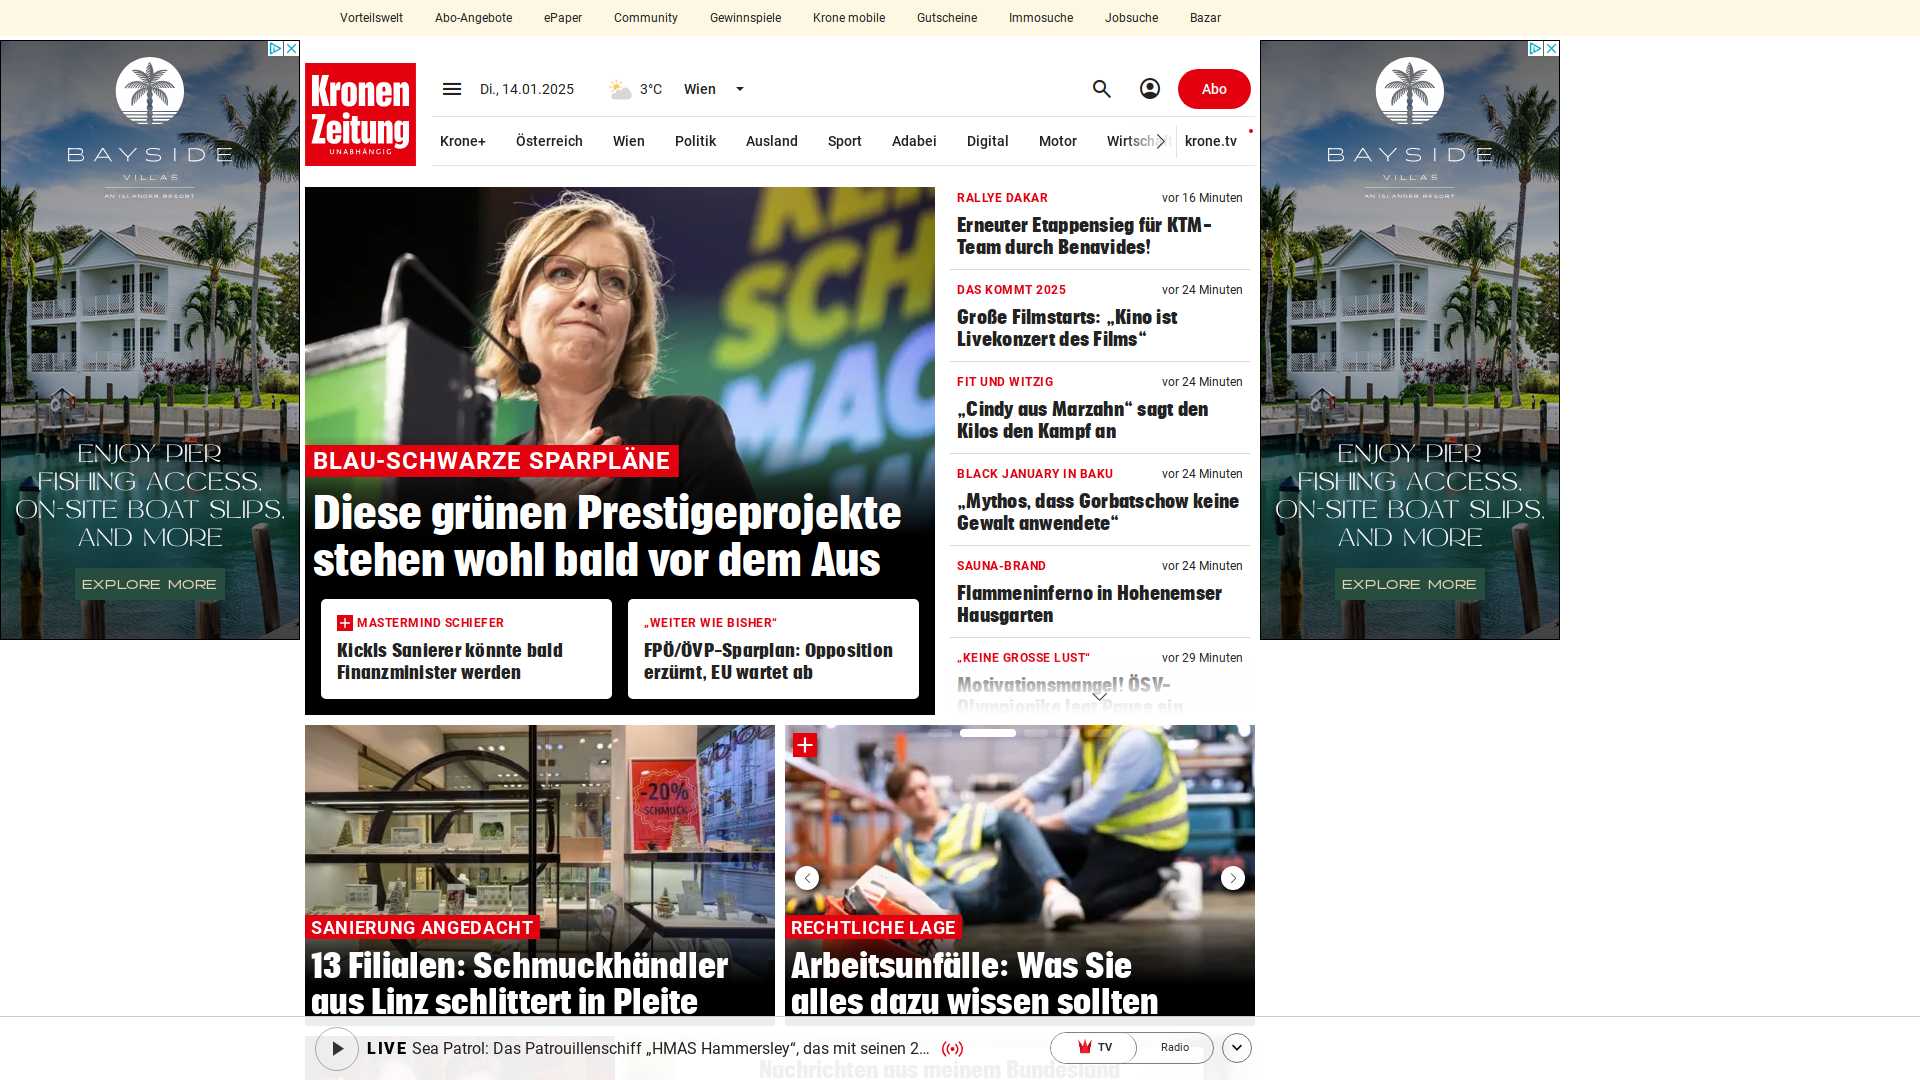 Vorteilswelt Abo-Angebote ePaper Community Gewinnspiele Krone mobile Gutscheine Immosuche Jobsuche Bazar
BAYSIDE
VILLAS
AN ISLANDER RESORT
ENJOY PIER
FISHING ACCESS,
ON-SITE BOAT SLIPS,
AND MORE
EXPLORE MORE
Kronen
Zeitung
UNABHÄNGIG
Di., 14.01.2025 3°C Wien Abo
Krone+ Österreich Wien Politik Ausland Sport Adabei Digital Motor Wirtschaft krone.tv
BLAU-SCHWARZE SPARPLÄNE
Diese grünen Prestigeprojekte
stehen wohl bald vor dem Aus
MASTERMIND SCHIEFER
Kickls Sanierer könnte bald
Finanzminister werden
„WEITER WIE BISHER“
FPÖ/ÖVP-Sparplan: Opposition
erzürnt, EU wartet ab
RALLYE DAKAR vor 16 Minuten
Erneuter Etappensieg für KTM-
Team durch Benavides!
DAS KOMMT 2025 vor 24 Minuten
Große Filmstarts: „Kino ist
Livekonzert des Films“
FIT UND WITZIG vor 24 Minuten
„Cindy aus Marzahn“ sagt den
Kilos den Kampf an
BLACK JANUARY IN BAKU vor 24 Minuten
„Mythos, dass Gorbatschow keine
Gewalt anwendete“
SAUNA-BRAND vor 24 Minuten
Flammeninferno in Hohenemser
Hausgarten
„KEINE GROSSE LUST“ vor 29 Minuten
Motivationsmangel! ÖSV-
Olympionike legt Pause ein
BAYSIDE
VILLAS
AN ISLANDER RESORT
ENJOY PIER
FISHING ACCESS,
ON-SITE BOAT SLIPS,
AND MORE
EXPLORE MORE
-20%
SCHMUCK
SANIERUNG ANGEDACHT
13 Filialen: Schmuckhändler
aus Linz schlittert in Pleite
RECHTLICHE LAGE
Arbeitsunfälle: Was Sie
alles dazu wissen sollten
LIVE Sea Patrol: Das Patrouillenschiff „HMAS Hammersley“, das mit seinen 2... TV Radio
Nachrichten aus meinem Bundesland